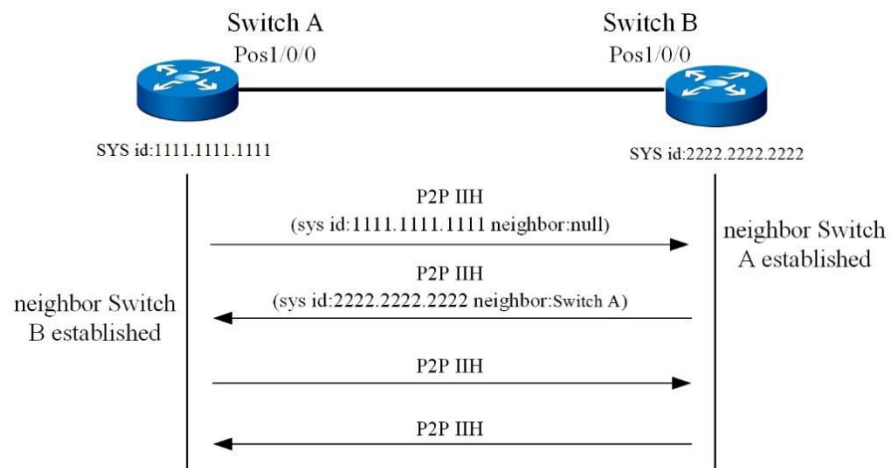 Switch A
Switch B
Pos1/0/0
Pos1/0/0
SYS id:1111.1111.1111
SYS id:2222.2222.2222
P2P IIH
(sys id:1111.1111.1111 neighbor:null)
neighbor Switch
A established
P2P IIH
(sys id:2222.2222.2222 neighbor:Switch A)
neighbor Switch
B established
P2P IIH
P2P IIH